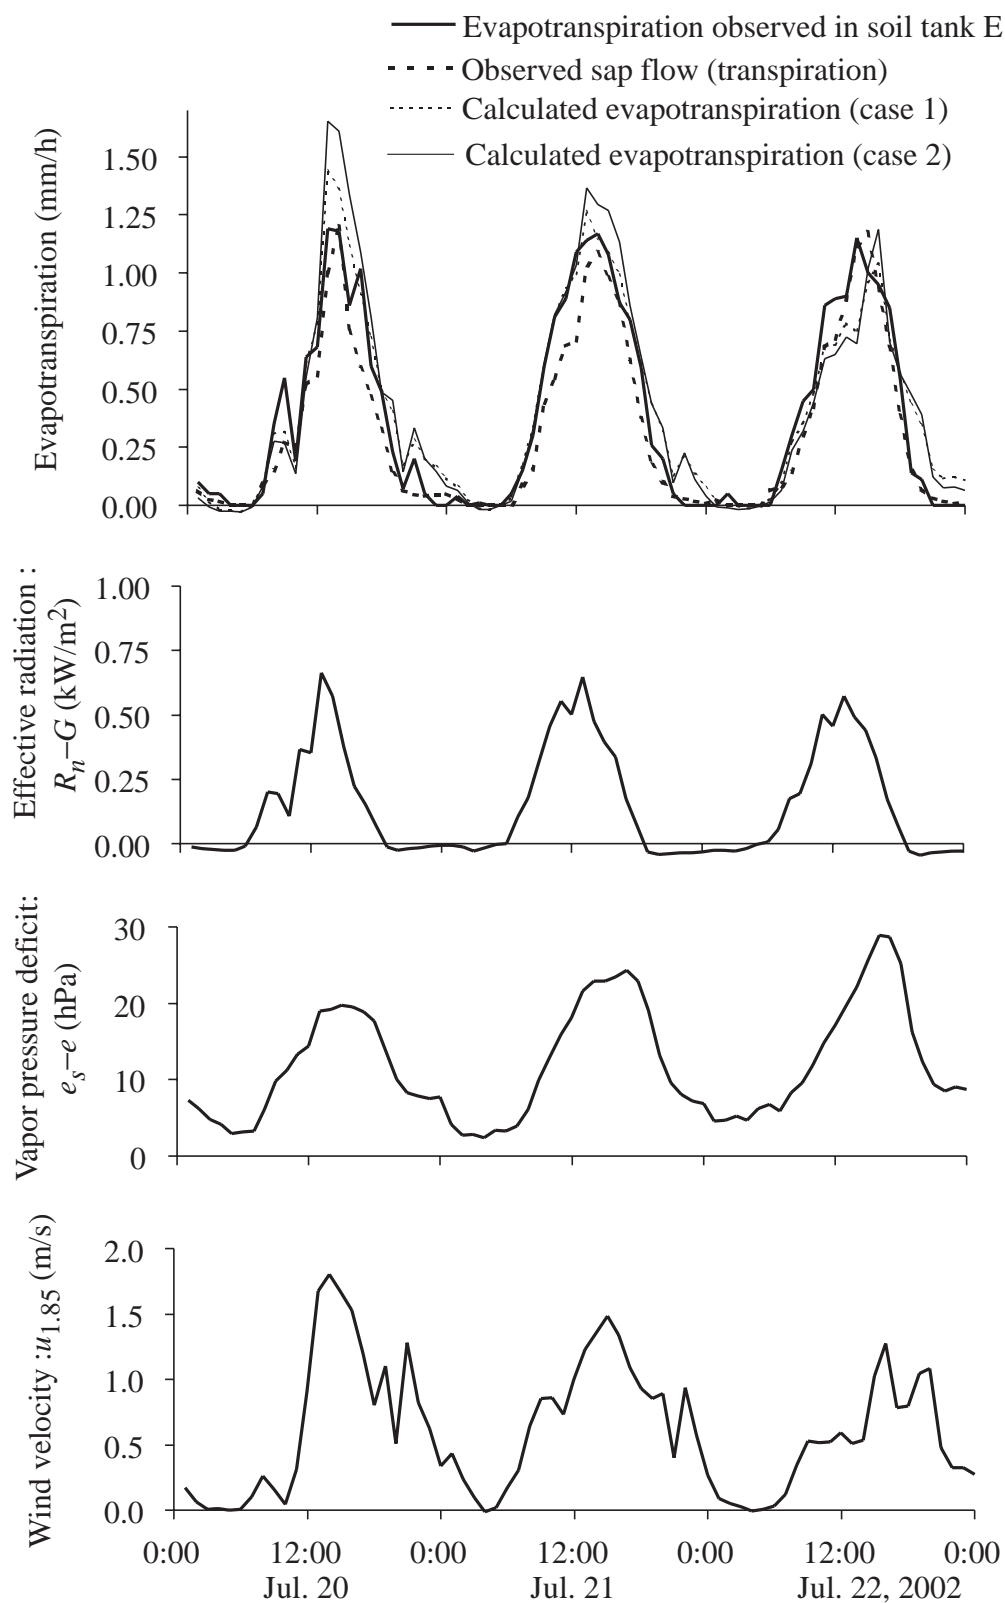 Evapotranspiration observed in soil tank E
Observed sap flow (transpiration)
Calculated evapotranspiration (case 1)
Calculated evapotranspiration (case 2)
Evapotranspiration (mm/h)
1.50
1.25
1.00
0.75
0.50
0.25
0.00
Effective radiation :
Rn–G (kW/m2)
1.00
0.75
0.50
0.25
0.00
Vapor pressure deficit:
es–e (hPa)
30
20
10
0
Wind velocity :u1.85 (m/s)
2.0
1.5
1.0
0.5
0.0
0:00 12:00 0:00 12:00 0:00 12:00 0:00
Jul. 20 Jul. 21 Jul. 22, 2002